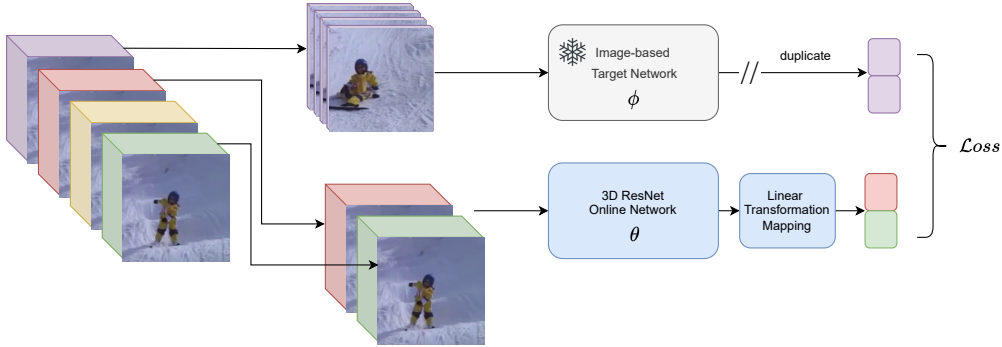 Image-based
Target Network
ϕ
duplicate
ℒoss
3D ResNet
Online Network
θ
Linear
Transformation
Mapping